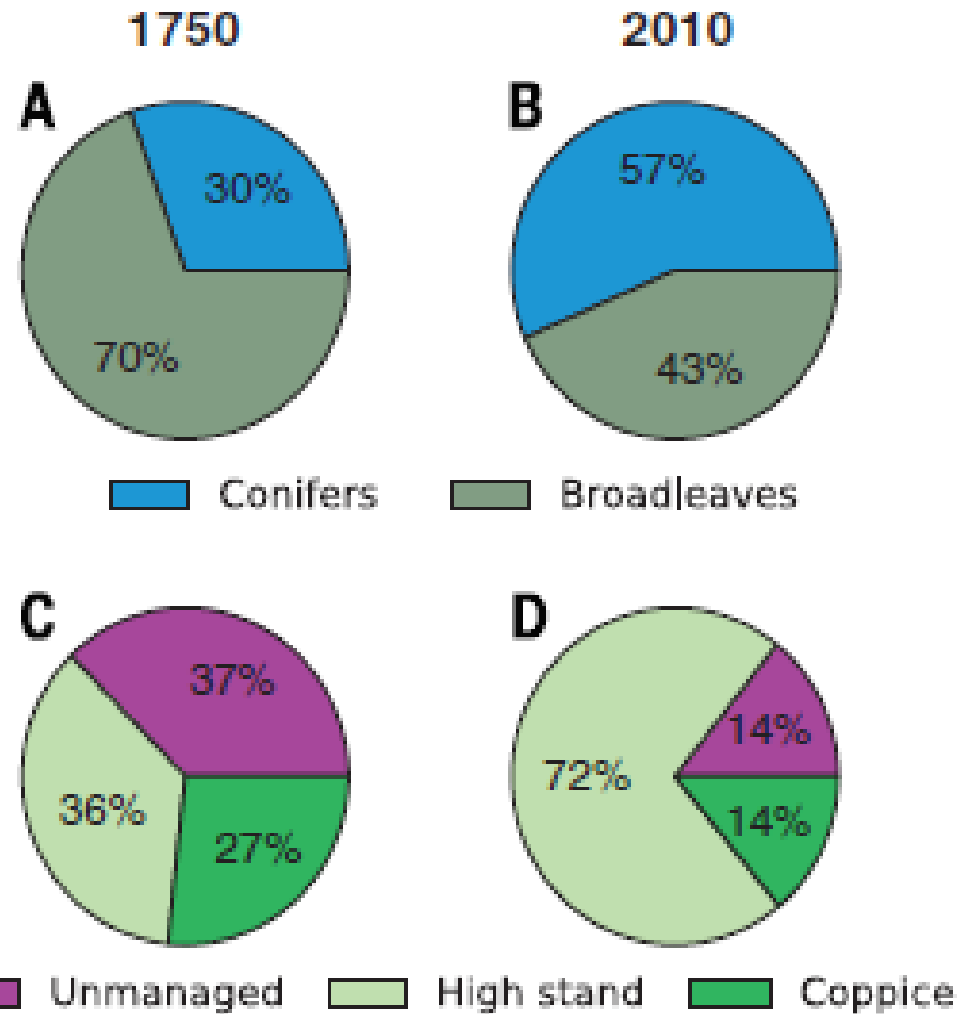 1750 2010
A B
30% 57%
70% 43%
Conifers Broadleaves
C D
37% 14%
36% 72%
27% 14%
Unmanaged High stand Coppice